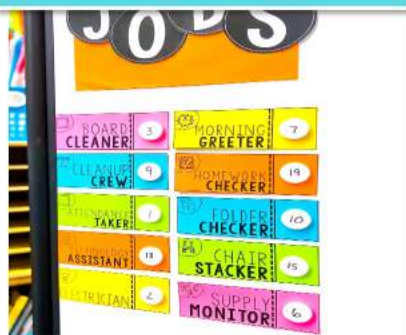 JOBS
BOARD
CLEANER 3
CLEANUP
CREW 9
ATTENDANCE
TAKER 1
TECHNOLOGY
ASSISTANT
ELECTRICIAN 2
MORNING
GREETER 7
HOMEWORK
CHECKER 19
FOLDER
CHECKER 10
CHAIR
STACKER 15
SUPPLY
MONITOR 6